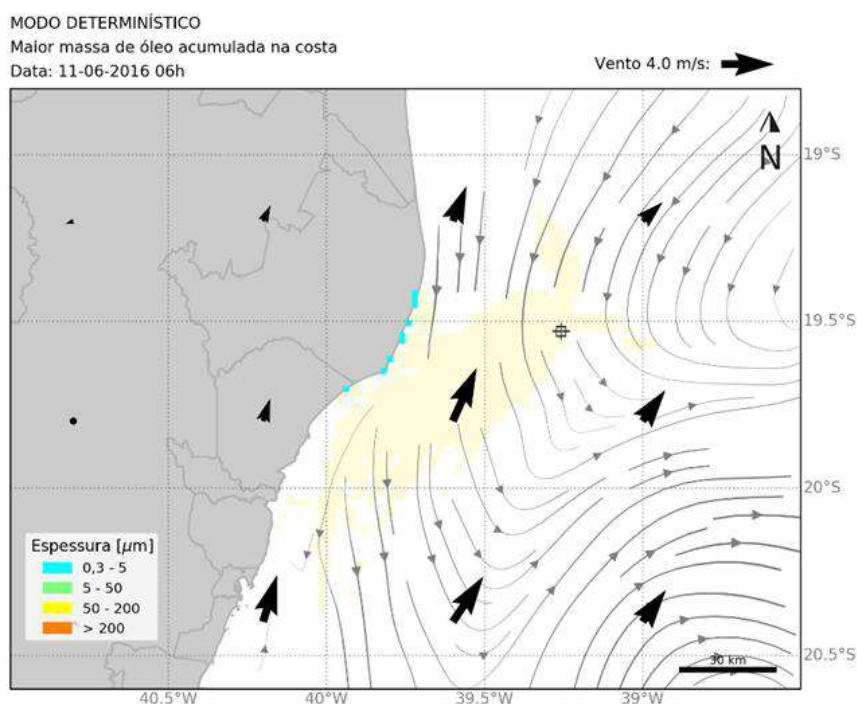 MODO DETERMINÍSTICO
Maior massa de óleo acumulada na costa
Data: 11-06-2016 06h
Vento 4.0 m/s:
N
19°S
19.5°S
20°S
20.5°S
Espessura [μm]
0,3 - 5
5 - 50
50 - 200
> 200
30 km
40.5°W
40°W
39.5°W
39°W